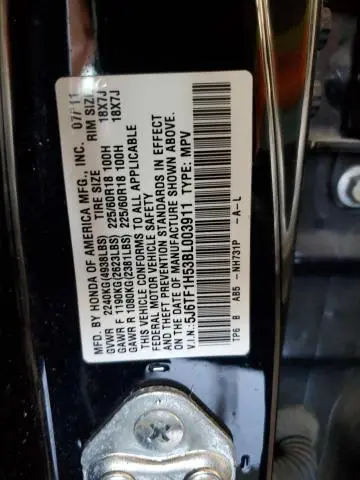 MFD. BY HONDA OF AMERICA MFG., INC. 07/11
TIRE SIZE RIM SIZE
GVWR 2240KG(4938LBS)
GAWR F 1190KG(2623LBS) 225/60R18 100H 18X7J
GAWR R 1080KG(2381LBS) 225/60R18 100H 18X7J
THIS VEHICLE CONFORMS TO ALL APPLICABLE
FEDERAL MOTOR VEHICLE SAFETY
AND THEFT PREVENTION STANDARDS IN EFFECT
ON THE DATE OF MANUFACTURE SHOWN ABOVE.
V.I.N.: 5J6TF1H53BL003911 TYPE: MPV
TP6 B AB5 -NH731P -A-L